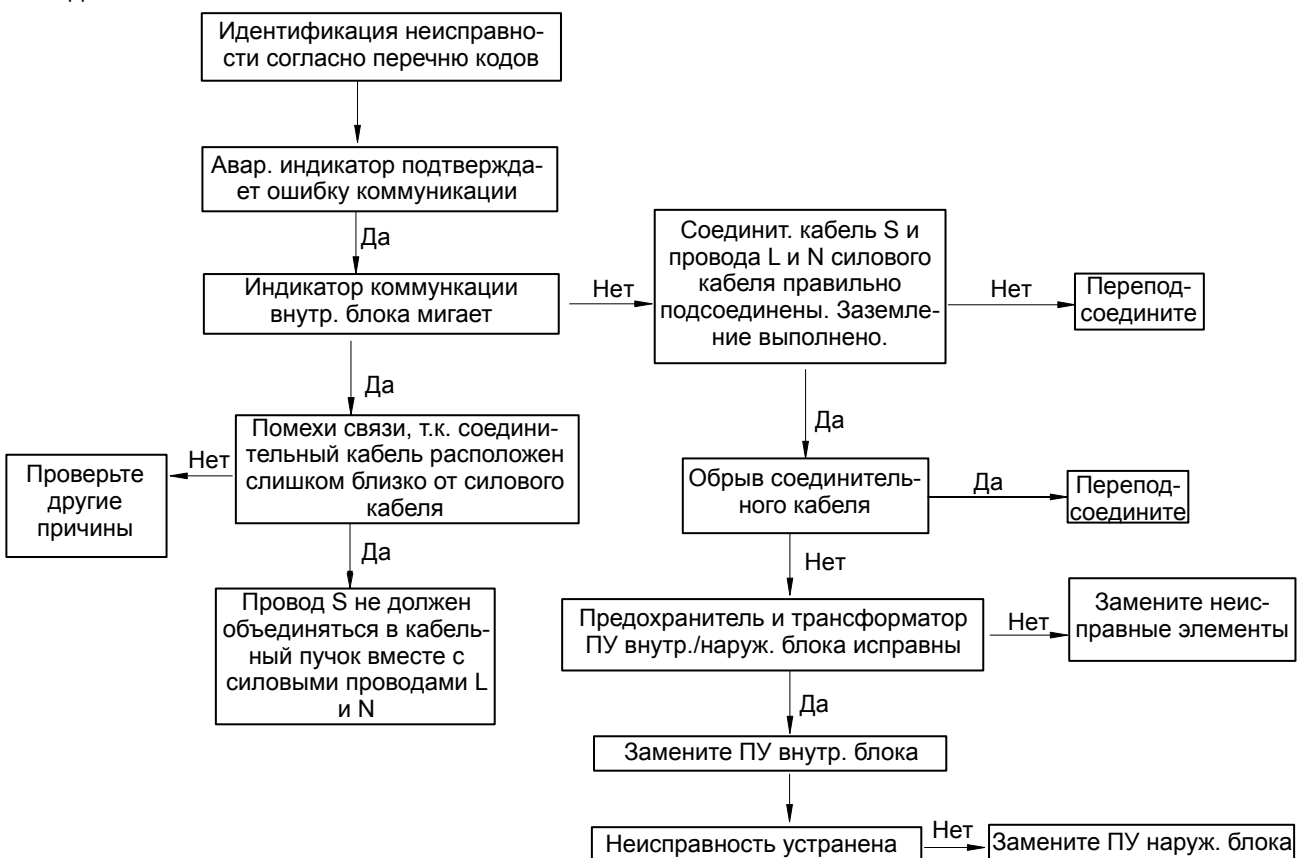 Идентификация неисправно-
сти согласно перечню кодов
Авар. индикатор подтвержда-
ет ошибку коммуникации
Да
Индикатор коммункации
внутр. блока мигает
Нет
Соединит. кабель S и
провода L и N силового
кабеля правильно
подсоединены. Заземле-
ние выполнено.
Нет
Перепод-
соедините
Да
Помехи связи, т.к. соедини-
тельный кабель расположен
слишком близко от силового
кабеля
Нет
Проверьте
другие
причины
Да
Провод S не должен
объединяться в кабель-
ный пучок вместе с
силовыми проводами L
и N
Да
Обрыв соединитель-
ного кабеля
Да
Перепод-
соедините
Нет
Предохранитель и трансформатор
ПУ внутр./наруж. блока исправны
Нет
Замените неис-
правные элементы
Да
Замените ПУ внутр. блока
Неисправность устранена
Нет
Замените ПУ наруж. блока